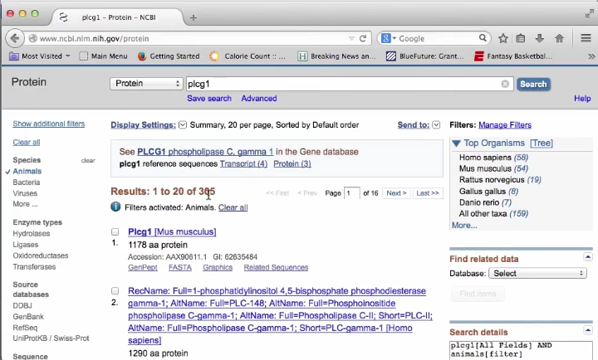 plcg1 – Protein – NCBI
www.ncbi.nlm.nih.gov/protein
Google
Most Visited
Main Menu
Getting Started
Calorie Count ...
Breaking News an...
BlueFuture: Grant...
Fantasy Basketbal...
Protein
Protein
plcg1
Search
Save search
Advanced
Help
Show additional filters
Clear all
Species
clear
Animals
Bacteria
Viruses
More ...
Enzyme types
Hydrolases
Ligases
Oxidoreductases
Transferases
Source
databases
DDBJ
GenBank
RefSeq
UniProtKB / Swiss-Prot
Display Settings:
Summary, 20 per page, Sorted by Default order
Send to:
See PLCG1 phospholipase C, gamma 1 in the Gene database
plcg1 reference sequences Transcript (4) Protein (3)
Results: 1 to 20 of 305
<< First
< Prev
Page 1 of 16
Next >
Last >>
Filters activated: Animals. Clear all
Plcg1 [Mus musculus]
1.
1178 aa protein
Accession: AAX90611.1 GI: 62635484
GenPept
FASTA
Graphics
Related Sequences
RecName: Full=1-phosphatidylinositol 4,5-bisphosphate phosphodiesterase
2.
gamma-1; AltName: Full=PLC-148; AltName: Full=Phosphoinositide
phospholipase C-gamma-1; AltName: Full=Phospholipase C-II; Short=PLC-II;
AltName: Full=Phospholipase C-gamma-1; Short=PLC-gamma-1 [Homo
sapiens]
1290 aa protein
Filters: Manage Filters
Top Organisms [Tree]
Homo sapiens (58)
Mus musculus (54)
Rattus norvegicus (19)
Gallus gallus (8)
Danio rerio (7)
All other taxa (159)
More...
Find related data
Database: Select
Find items
Search details
plcg1[All Fields] AND
animals[filter]